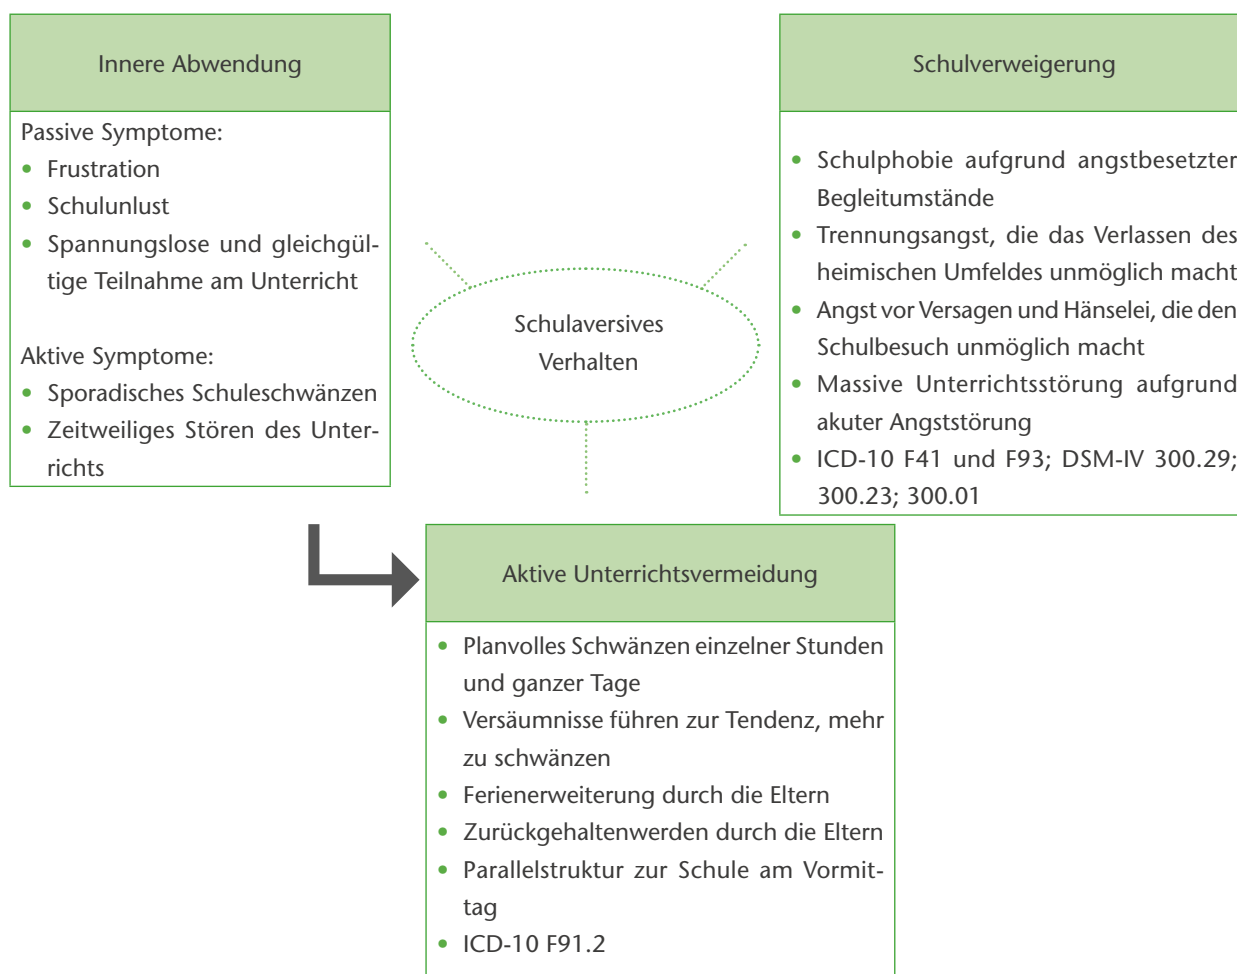 Innere Abwendung
Passive Symptome:
• Frustration
• Schulunlust
• Spannungslose und gleichgül-
tige Teilnahme am Unterricht
Aktive Symptome:
• Sporadisches Schuleschwänzen
• Zeitweiliges Stören des Unter-
richts
Schulaversives
Verhalten
Schulverweigerung
• Schulphobie aufgrund angstbesetzter
Begleitumstände
• Trennungsangst, die das Verlassen des
heimischen Umfeldes unmöglich macht
• Angst vor Versagen und Hänselei, die den
Schulbesuch unmöglich macht
• Massive Unterrichtsstörung aufgrund
akuter Angststörung
• ICD-10 F41 und F93; DSM-IV 300.29;
300.23; 300.01
Aktive Unterrichtsvermeidung
• Planvolles Schwänzen einzelner Stunden
und ganzer Tage
• Versäumnisse führen zur Tendenz, mehr
zu schwänzen
• Ferienerweiterung durch die Eltern
• Zurückgehaltenwerden durch die Eltern
• Parallelstruktur zur Schule am Vormit-
tag
• ICD-10 F91.2